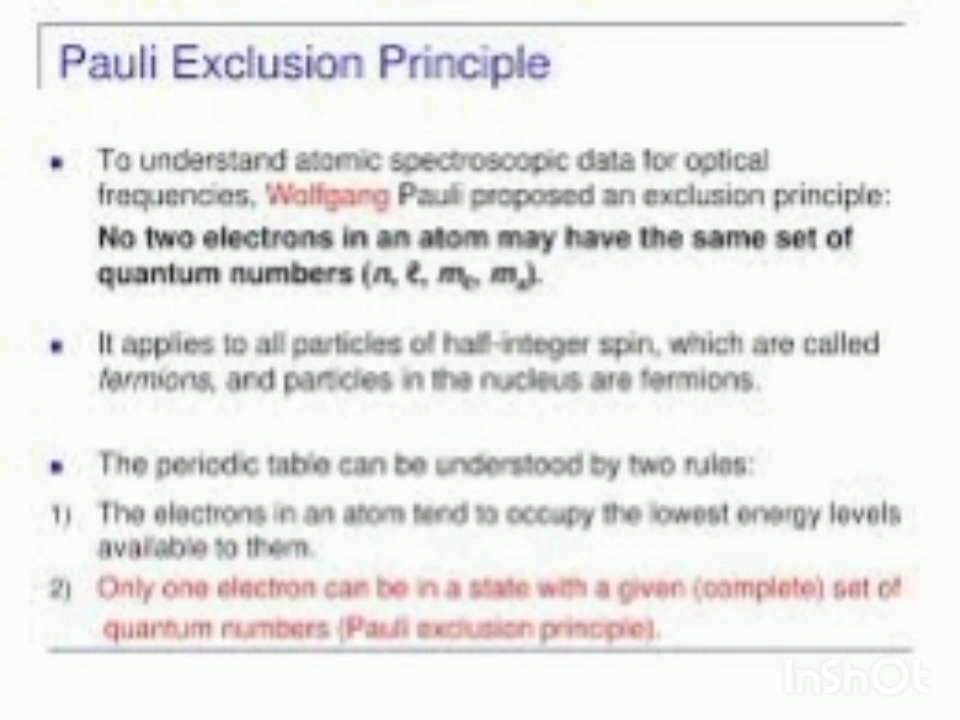 Pauli Exclusion Principle
To understand atomic spectroscopic data for optical
frequencies, Wolfgang Pauli proposed an exclusion principle:
No two electrons in an atom may have the same set of
quantum numbers (n, ℓ, mℓ, ms).
It applies to all particles of half-integer spin, which are called
fermions, and particles in the nucleus are fermions.
The periodic table can be understood by two rules:
1) The electrons in an atom tend to occupy the lowest energy levels
available to them.
2) Only one electron can be in a state with a given (complete) set of
quantum numbers (Pauli exclusion principle).
InShOt